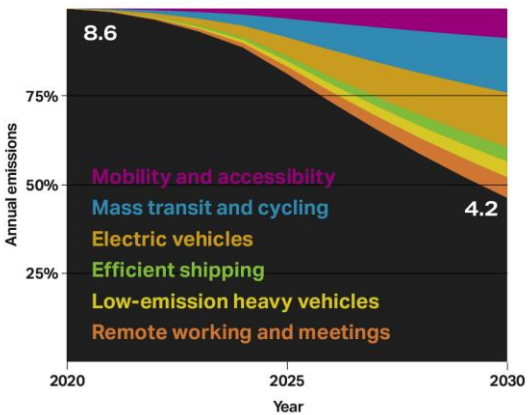 8.6
75%
Annual emissions
Mobility and accessibiity
50%
Mass transit and cycling
4.2
Electric vehicles
25%
Efficient shipping
Low-emission heavy vehicles
Remote working and meetings
2020
2025
2030
Year